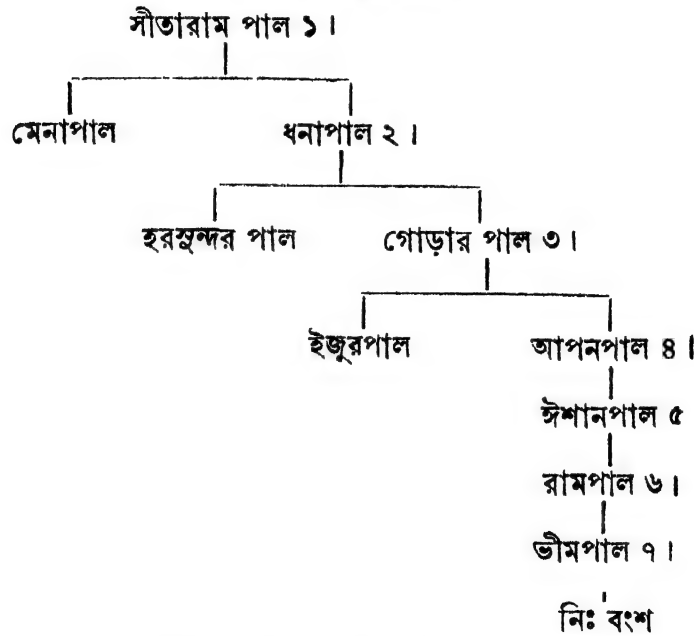 সীতারাম পাল ১।
মেনাপাল ধনাপাল ২।
হরসুন্দর পাল গোড়ার পাল ৩।
ইজুরপাল আপনপাল ৪।
ঈশানপাল ৫
রামপাল ৬।
ভীমপাল ৭।
নিঃ বংশ